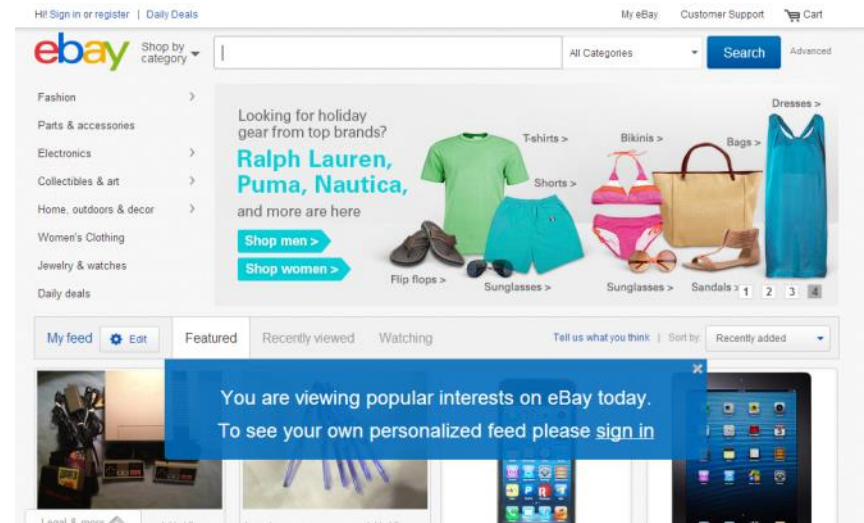 Hi! Sign in or register | Daily Deals
My eBay Customer Support Cart
ebay
Shop by
category
All Categories
Search
Advanced
Fashion
Parts & accessories
Electronics
Collectibles & art
Home, outdoors & decor
Women's Clothing
Jewelry & watches
Daily deals
Looking for holiday
gear from top brands?
Ralph Lauren,
Puma, Nautica,
and more are here
Shop men >
Shop women >
T-shirts >
Bikinis >
Dresses >
Bags >
Shorts >
Flip flops >
Sunglasses >
Sunglasses >
Sandals >
1 2 3 4
My feed Edit Featured Recently viewed Watching
Tell us what you think | Sort by: Recently added
You are viewing popular interests on eBay today.
To see your own personalized feed please sign in
Legal & more